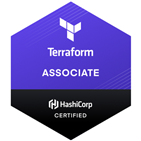 Terraform
ASSOCIATE
HashiCorp
CERTIFIED